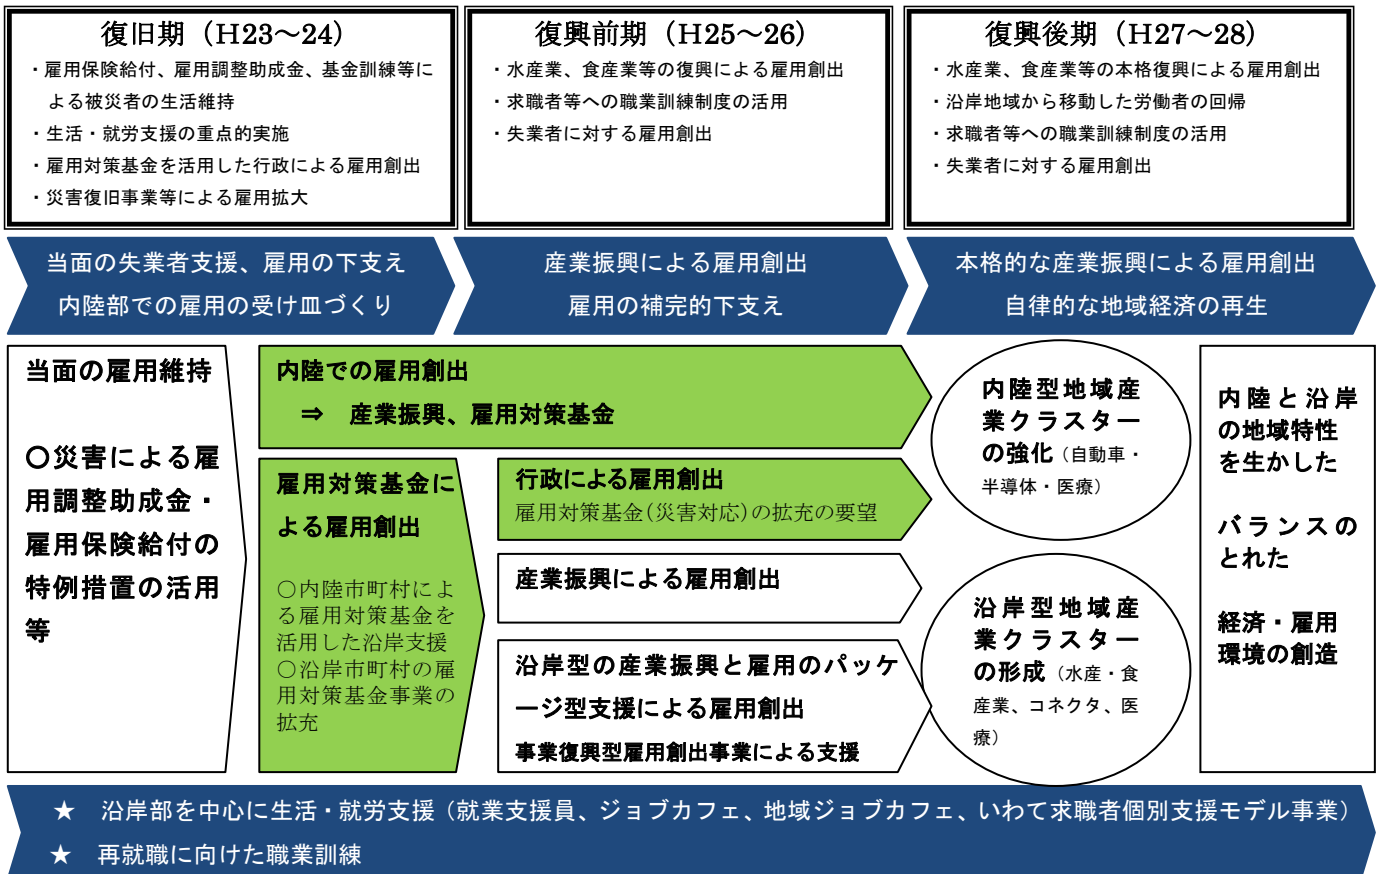 復旧期（H23～24）
・雇用保険給付、雇用調整助成金、基金訓練等に
よる被災者の生活維持
・生活・就労支援の重点的実施
・雇用対策基金を活用した行政による雇用創出
・災害復旧事業等による雇用拡大
復興前期（H25～26）
・水産業、食産業等の復興による雇用創出
・求職者等への職業訓練制度の活用
・失業者に対する雇用創出
復興後期（H27～28）
・水産業、食産業等の本格復興による雇用創出
・沿岸地域から移動した労働者の回帰
・求職者等への職業訓練制度の活用
・失業者に対する雇用創出
当面の失業者支援、雇用の下支え
内陸部での雇用の受け皿づくり
産業振興による雇用創出
雇用の補完的下支え
本格的な産業振興による雇用創出
自律的な地域経済の再生
当面の雇用維持
○災害による雇
用調整助成金・
雇用保険給付の
特例措置の活用
等
内陸での雇用創出
⇒ 産業振興、雇用対策基金
雇用対策基金に
よる雇用創出
○内陸市町村によ
る雇用対策基金を
活用した沿岸支援
○沿岸市町村の雇
用対策基金事業の
拡充
行政による雇用創出
雇用対策基金(災害対応)の拡充の要望
産業振興による雇用創出
沿岸型の産業振興と雇用のパッケ
ージ型支援による雇用創出
事業復興型雇用創出事業による支援
内陸型地域産
業クラスター
の強化（自動車・
半導体・医療）
沿岸型地域産
業クラスター
の形成（水産・食
産業、コネクタ、医
療）
内陸と沿岸
の地域特性
を生かした
バランスの
とれた
経済・雇用
環境の創造
★ 沿岸部を中心に生活・就労支援（就業支援員、ジョブカフェ、地域ジョブカフェ、いわて求職者個別支援モデル事業）
★ 再就職に向けた職業訓練